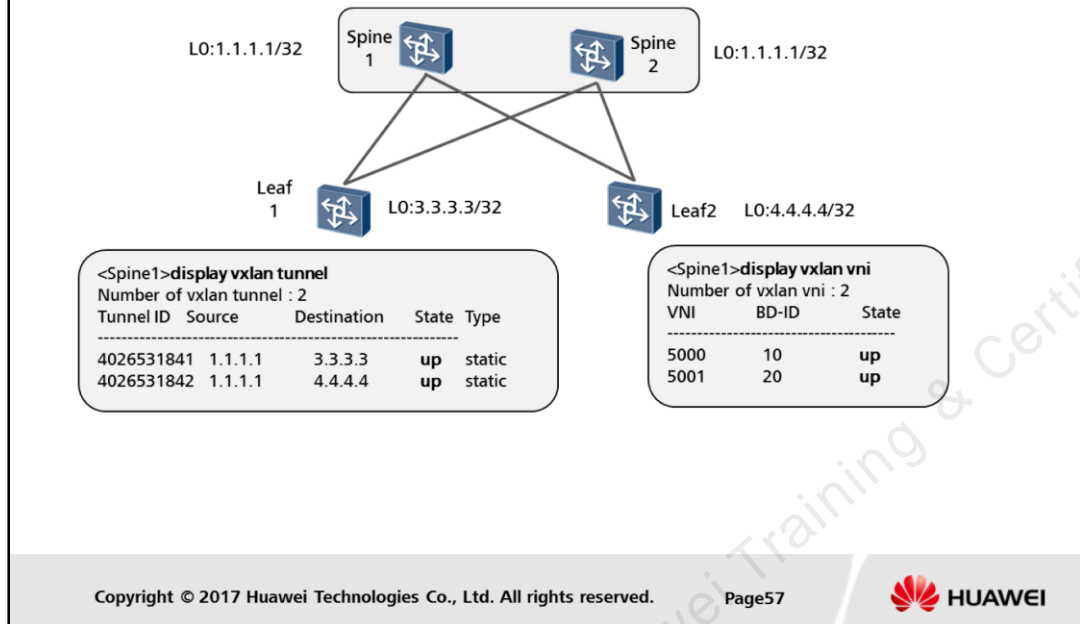 L0:1.1.1.1/32
Spine
1
Spine
2
L0:1.1.1.1/32
Leaf
1
L0:3.3.3.3/32
Leaf2
L0:4.4.4.4/32
<Spine1>display vxlan tunnel
Number of vxlan tunnel : 2
Tunnel ID Source Destination State Type
----------------------------------------------------------------
4026531841 1.1.1.1 3.3.3.3 up static
4026531842 1.1.1.1 4.4.4.4 up static
<Spine1>display vxlan vni
Number of vxlan vni : 2
VNI BD-ID State
-----------------------------------------
5000 10 up
5001 20 up
Training & Certi
Copyright © 2017 Huawei Technologies Co., Ltd. All rights reserved.
Page57
HUAWEI